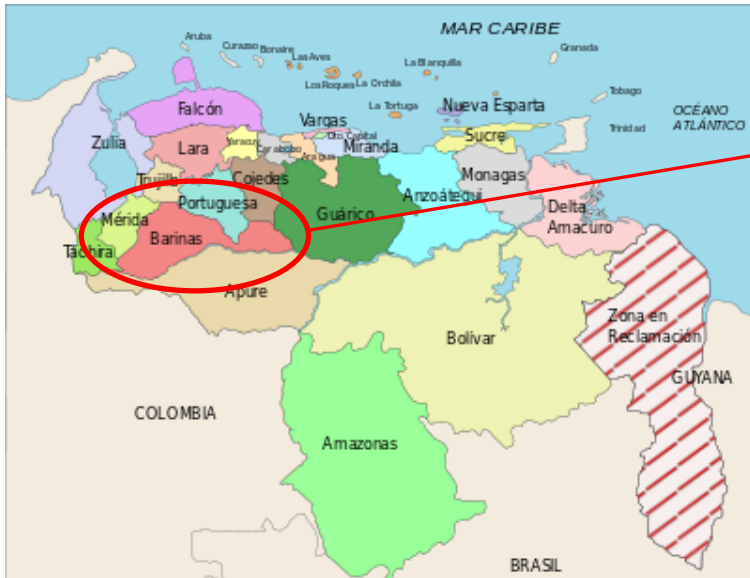 MAR CARIBE
Aruba
Curazao
Bonaire
Las Aves
Los Roques
La Orchila
La Blanquilla
Granada
La Tortuga
Nueva Esparta
Tobago
Trinidad
OCÉANO
ATLÁNTICO
Falcón
Vargas
Dto. Capital
Sucre
Zulia
Lara
Yaracuy
Carabobo
Aragua
Miranda
Trujillo
Cojedes
Portuguesa
Guárico
Anzoátegui
Monagas
Delta
Amacuro
Mérida
Barinas
Táchira
Apure
Bolívar
Zona en
Reclamación
GUYANA
COLOMBIA
Amazonas
BRASIL